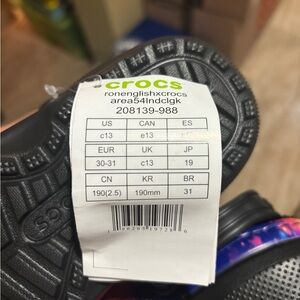 crocs
ronenglishxcrocs
area54lndclgk
208139-988
US CAN ES
c13 e13
EUR UK JP
30-31 c13 19
CN KR BR
190(2.5) 190mm 31